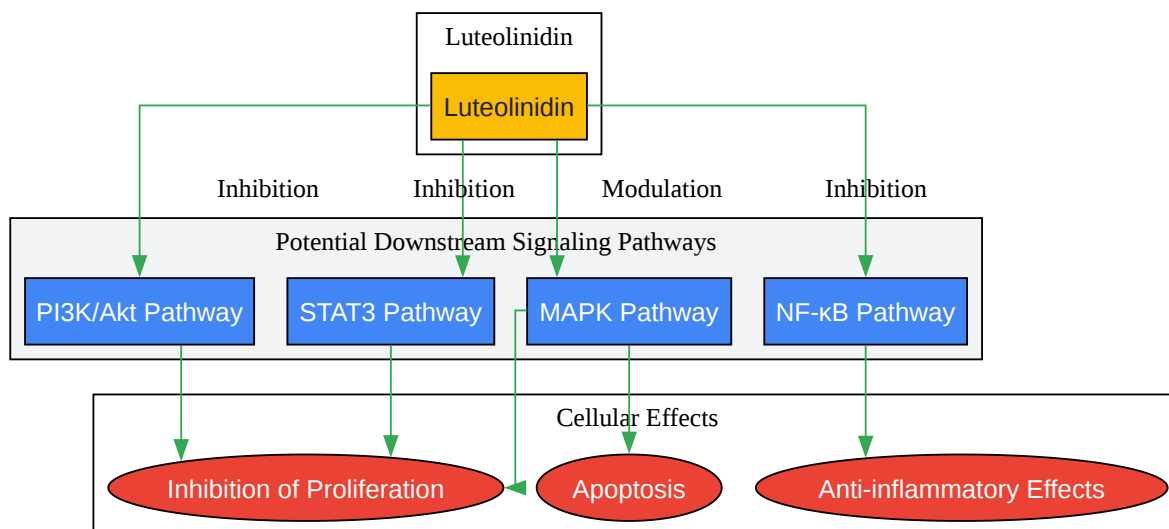 Luteolinidin
Luteolinidin
Inhibition
Inhibition
Modulation
Inhibition
Potential Downstream Signaling Pathways
PI3K/Akt Pathway
STAT3 Pathway
MAPK Pathway
NF-κB Pathway
Cellular Effects
Inhibition of Proliferation
Apoptosis
Anti-inflammatory Effects